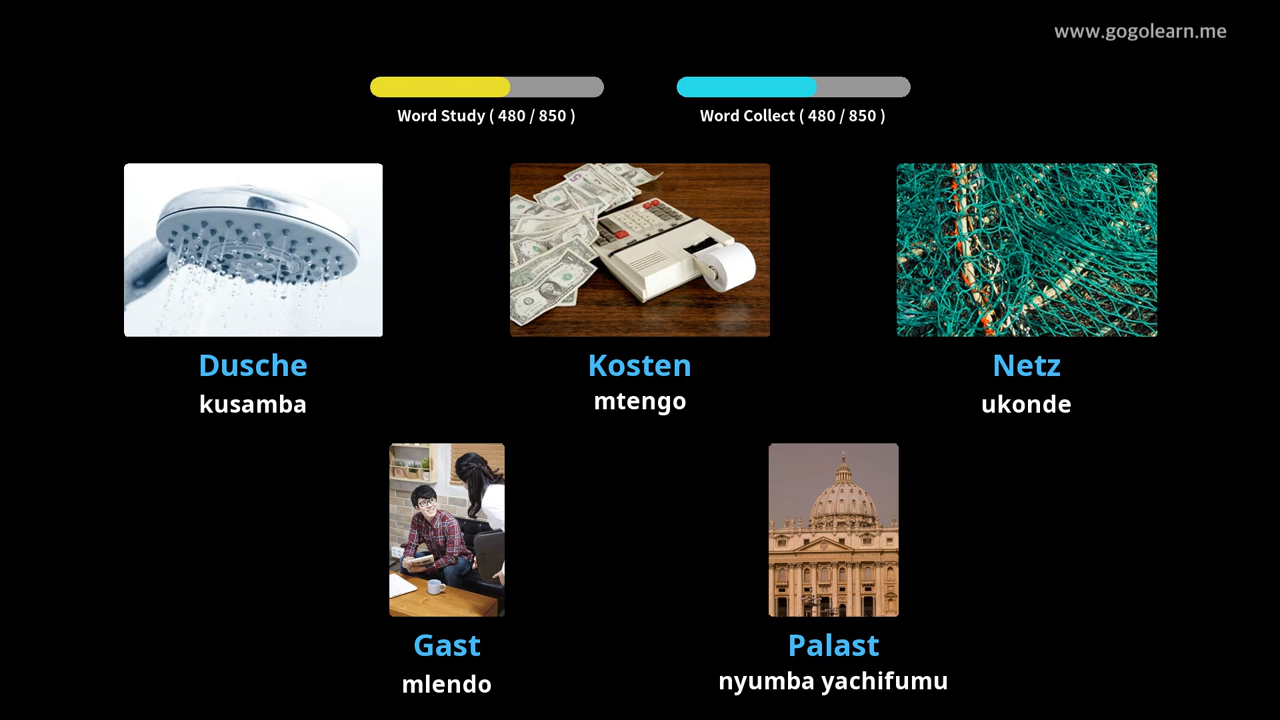 www.gogolearn.me
Word Study ( 480 / 850 )
Word Collect ( 480 / 850 )
Dusche
kusamba
Kosten
mtengo
Netz
ukonde
Gast
mlendo
Palast
nyumba yachifumu